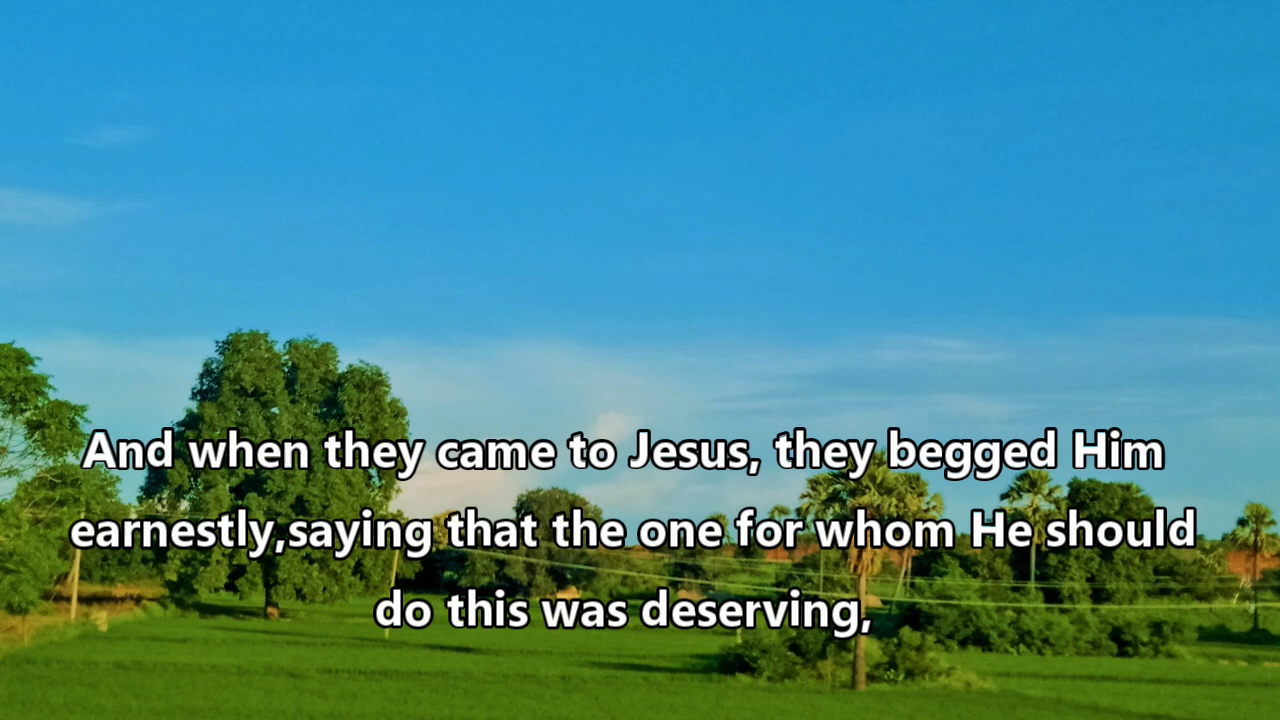 And when they came to Jesus, they begged Him
earnestly,saying that the one for whom He should
do this was deserving,